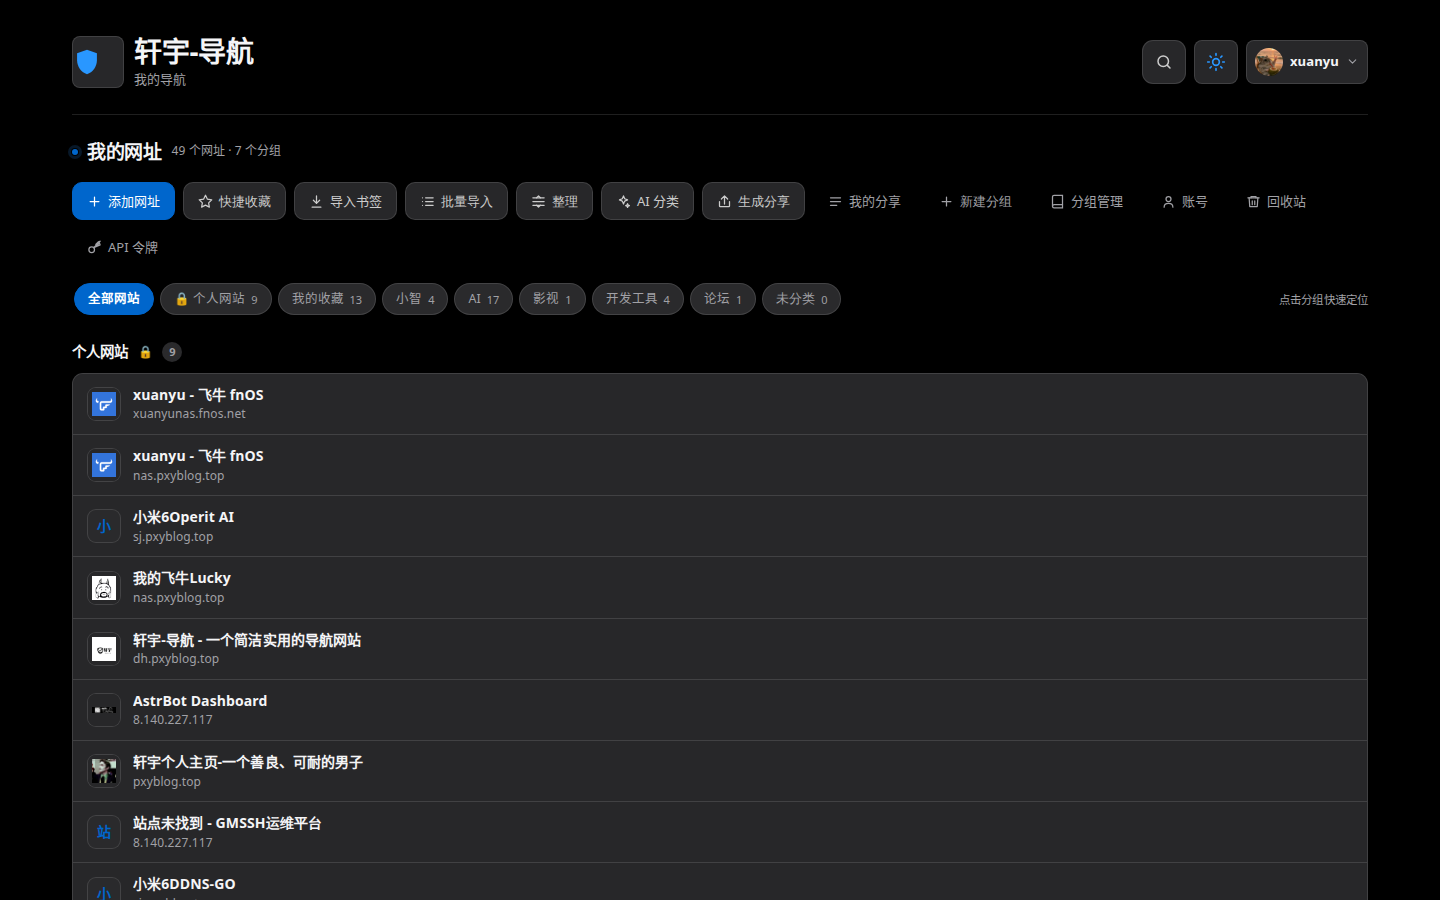 轩宇-导航
我的导航
xuanyu
我的网址 49 个网址 · 7 个分组
添加网址 快捷收藏 导入书签 批量导入 整理 AI 分类 生成分享 我的分享 新建分组 分组管理 账号 回收站
API 令牌
全部网站 🔒 个人网站 9 我的收藏 13 小智 4 AI 17 影视 1 开发工具 4 论坛 1 未分类 0 点击分组快速定位
个人网站 🔒 9
xuanyu - 飞牛 fnOS
xuanyunas.fnos.net
xuanyu - 飞牛 fnOS
nas.pxyblog.top
小
小米6Operit AI
sj.pxyblog.top
我的飞牛Lucky
nas.pxyblog.top
轩宇-导航 - 一个简洁实用的导航网站
dh.pxyblog.top
AstrBot Dashboard
8.140.227.117
轩宇个人主页-一个善良、可耐的男子
pxyblog.top
站
站点未找到 - GMSSH运维平台
8.140.227.117
小
小米6DDNS-GO